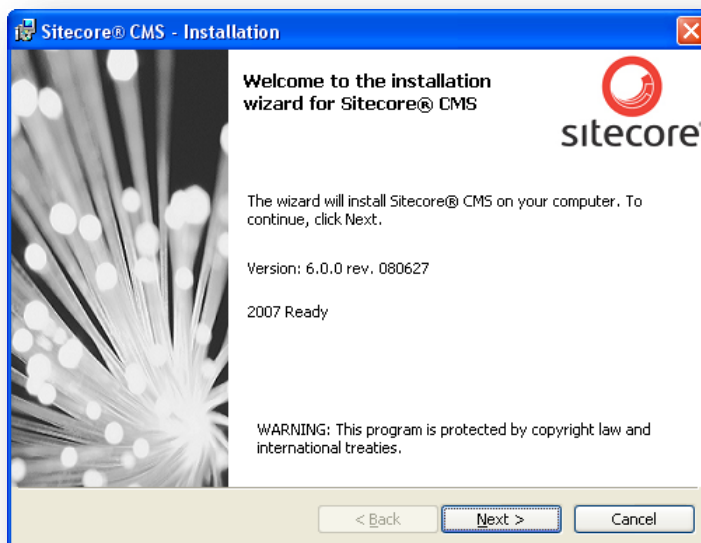 Sitecore® CMS - Installation
Welcome to the installation
wizard for Sitecore® CMS
sitecore®
The wizard will install Sitecore® CMS on your computer. To
continue, click Next.
Version: 6.0.0 rev. 080627
2007 Ready
WARNING: This program is protected by copyright law and
international treaties.
< Back
Next >
Cancel